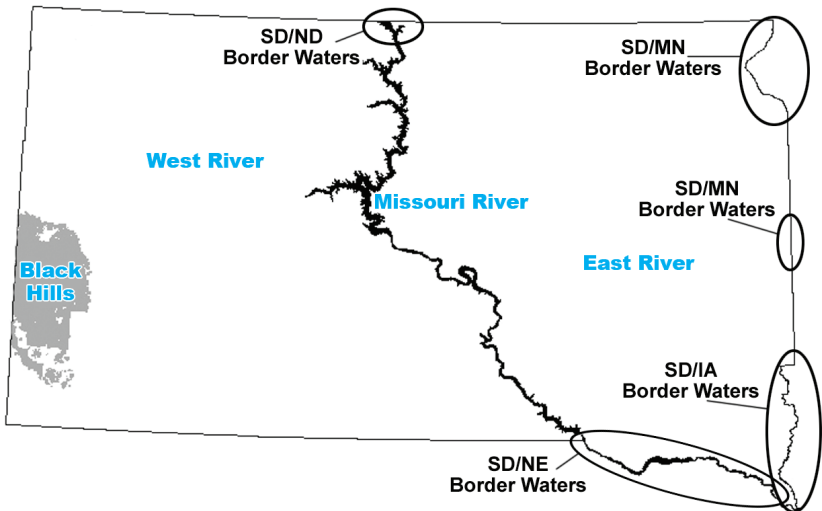 SD/ND
Border Waters
SD/MN
Border Waters
West River
Missouri River
SD/MN
Border Waters
East River
Black
Hills
SD/IA
Border Waters
SD/NE
Border Waters